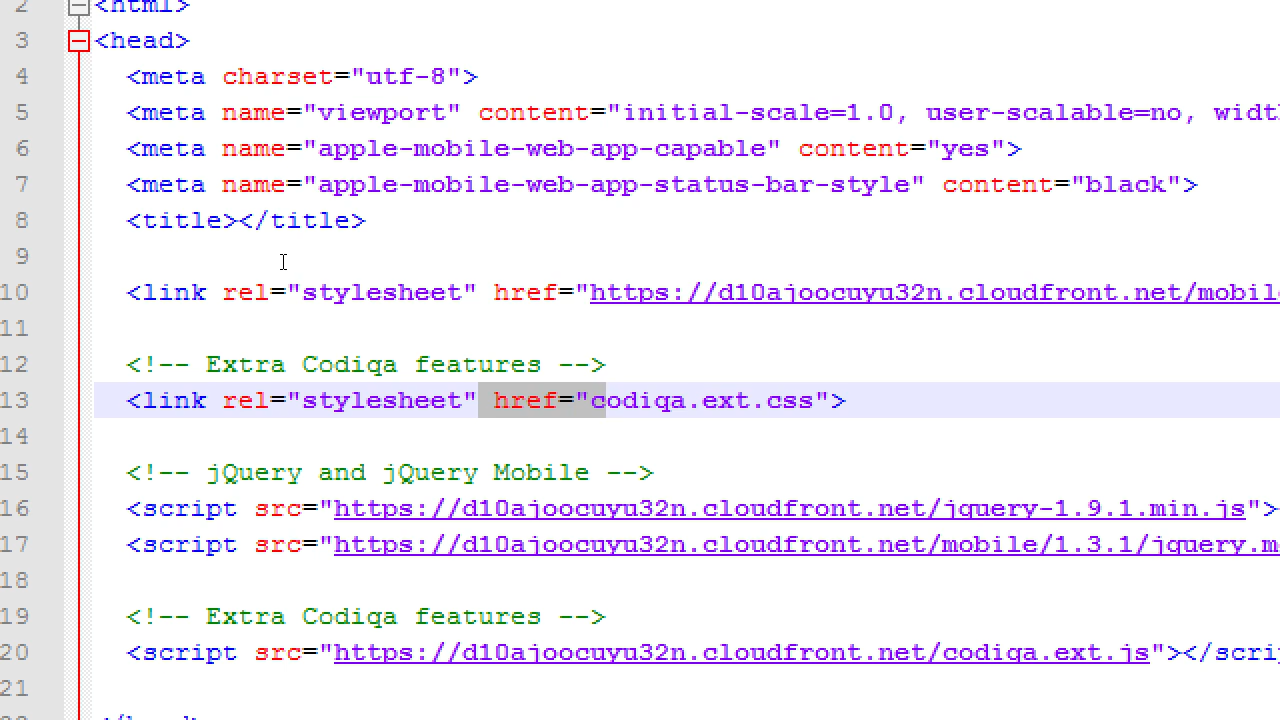 2 <html>
3 <head>
4 <meta charset="utf-8">
5 <meta name="viewport" content="initial-scale=1.0, user-scalable=no,
6 <meta name="apple-mobile-web-app-capable" content="yes">
7 <meta name="apple-mobile-web-app-status-bar-style" content="black">
8 <title></title>
9
10 <link rel="stylesheet" href="https://d10ajoocuyu32n.cloudfront.net/mobil
11
12 <!-- Extra Codiqa features -->
13 <link rel="stylesheet" href="codiqa.ext.css">
14
15 <!-- jQuery and jQuery Mobile -->
16 <script src="https://d10ajoocuyu32n.cloudfront.net/jquery-1.9.1.min.js">
17 <script src="https://d10ajoocuyu32n.cloudfront.net/mobile/1.3.1/jquery.m
18
19 <!-- Extra Codiqa features -->
20 <script src="https://d10ajoocuyu32n.cloudfront.net/codiqa.ext.js"></scri
21